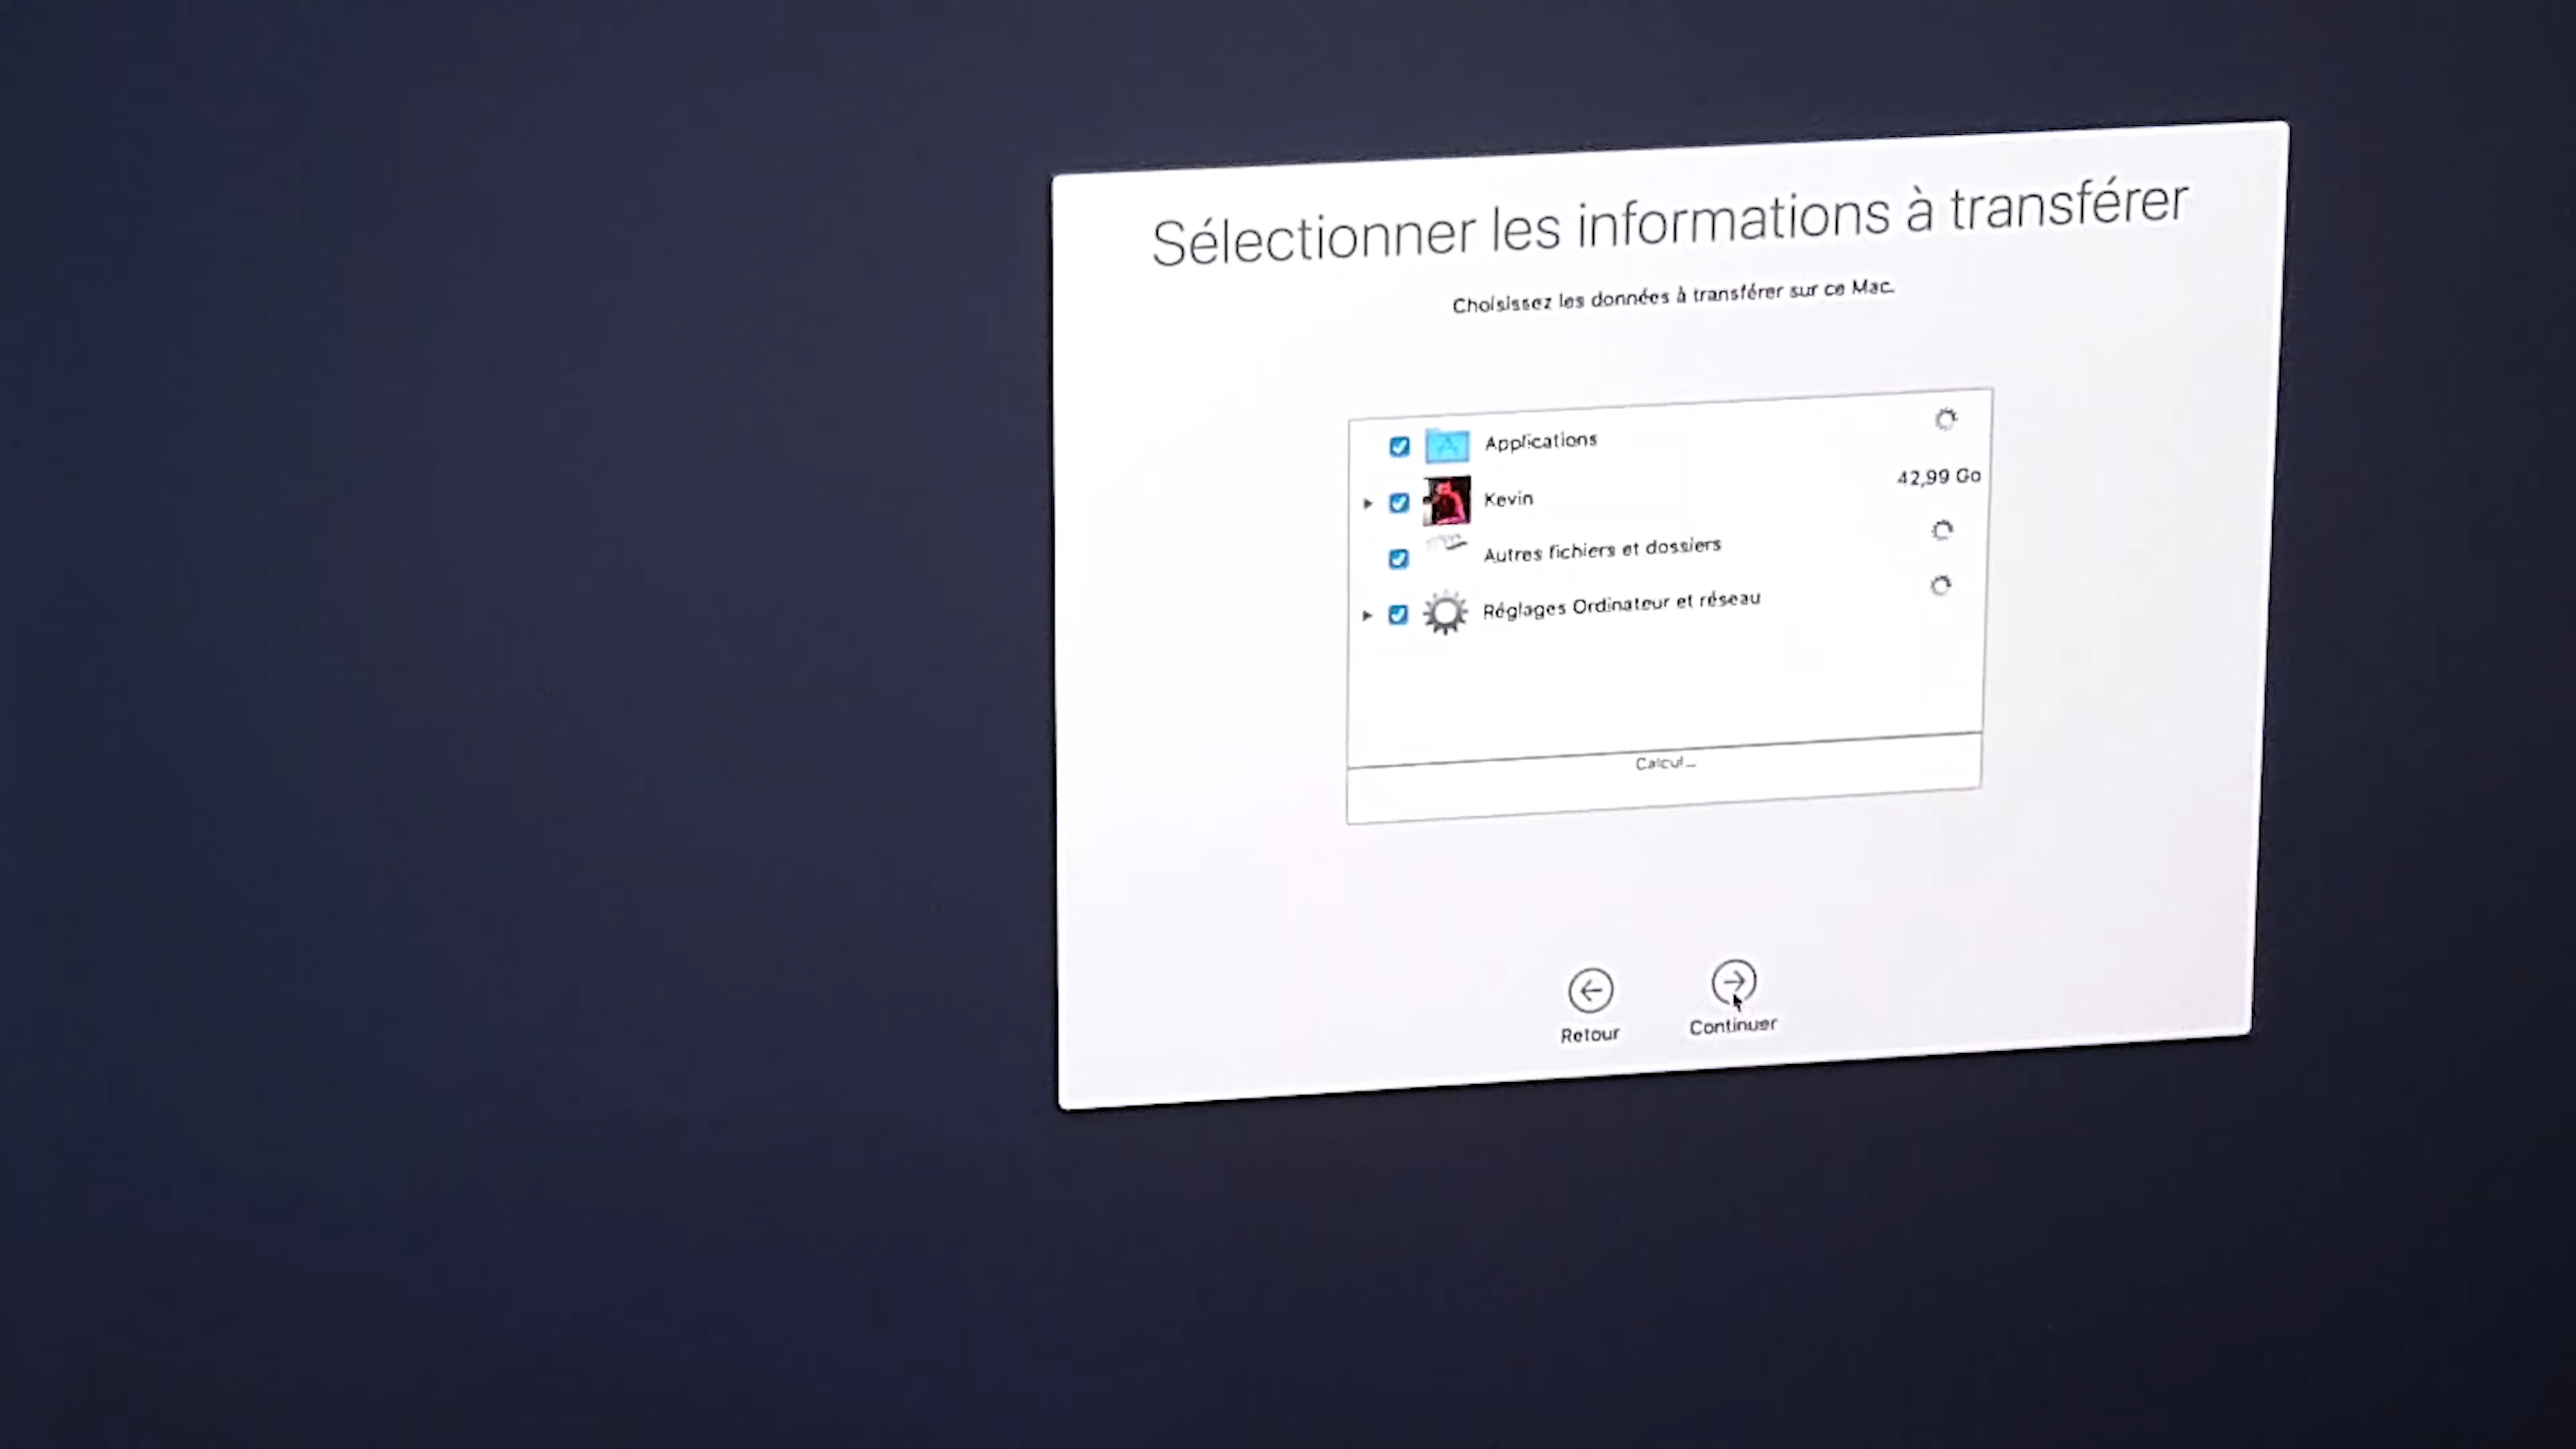 Sélectionner les informations à transférer
Choisissez les données à transférer sur ce Mac.
Applications
Kevin 42,99 Go
Autres fichiers et dossiers
Réglages Ordinateur et réseau
Calcul...
Retour Continuer